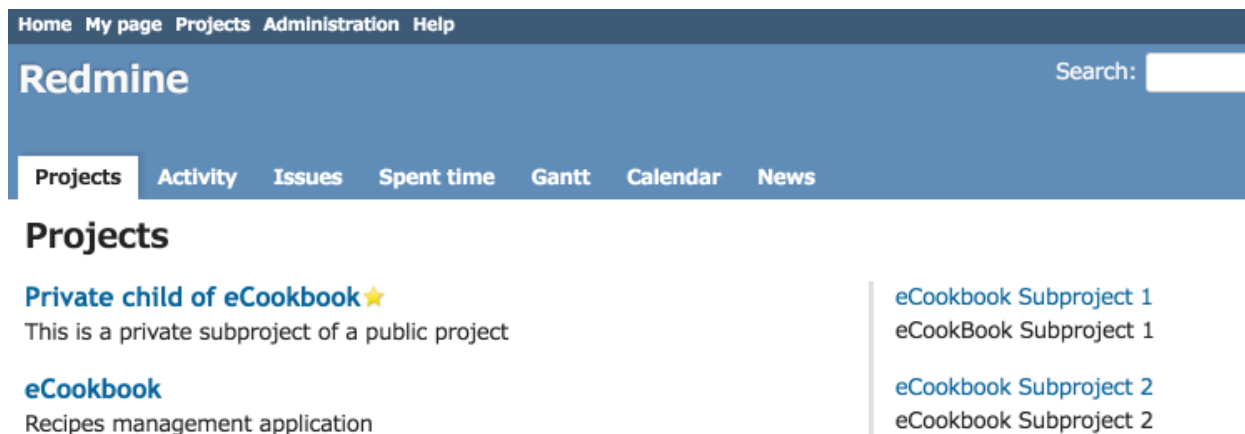 Home My page Projects Administration Help
Redmine
Search:
Projects Activity Issues Spent time Gantt Calendar News
Projects
Private child of eCookbook
This is a private subproject of a public project
eCookbook
Recipes management application
eCookbook Subproject 1
eCookBook Subproject 1
eCookbook Subproject 2
eCookbook Subproject 2